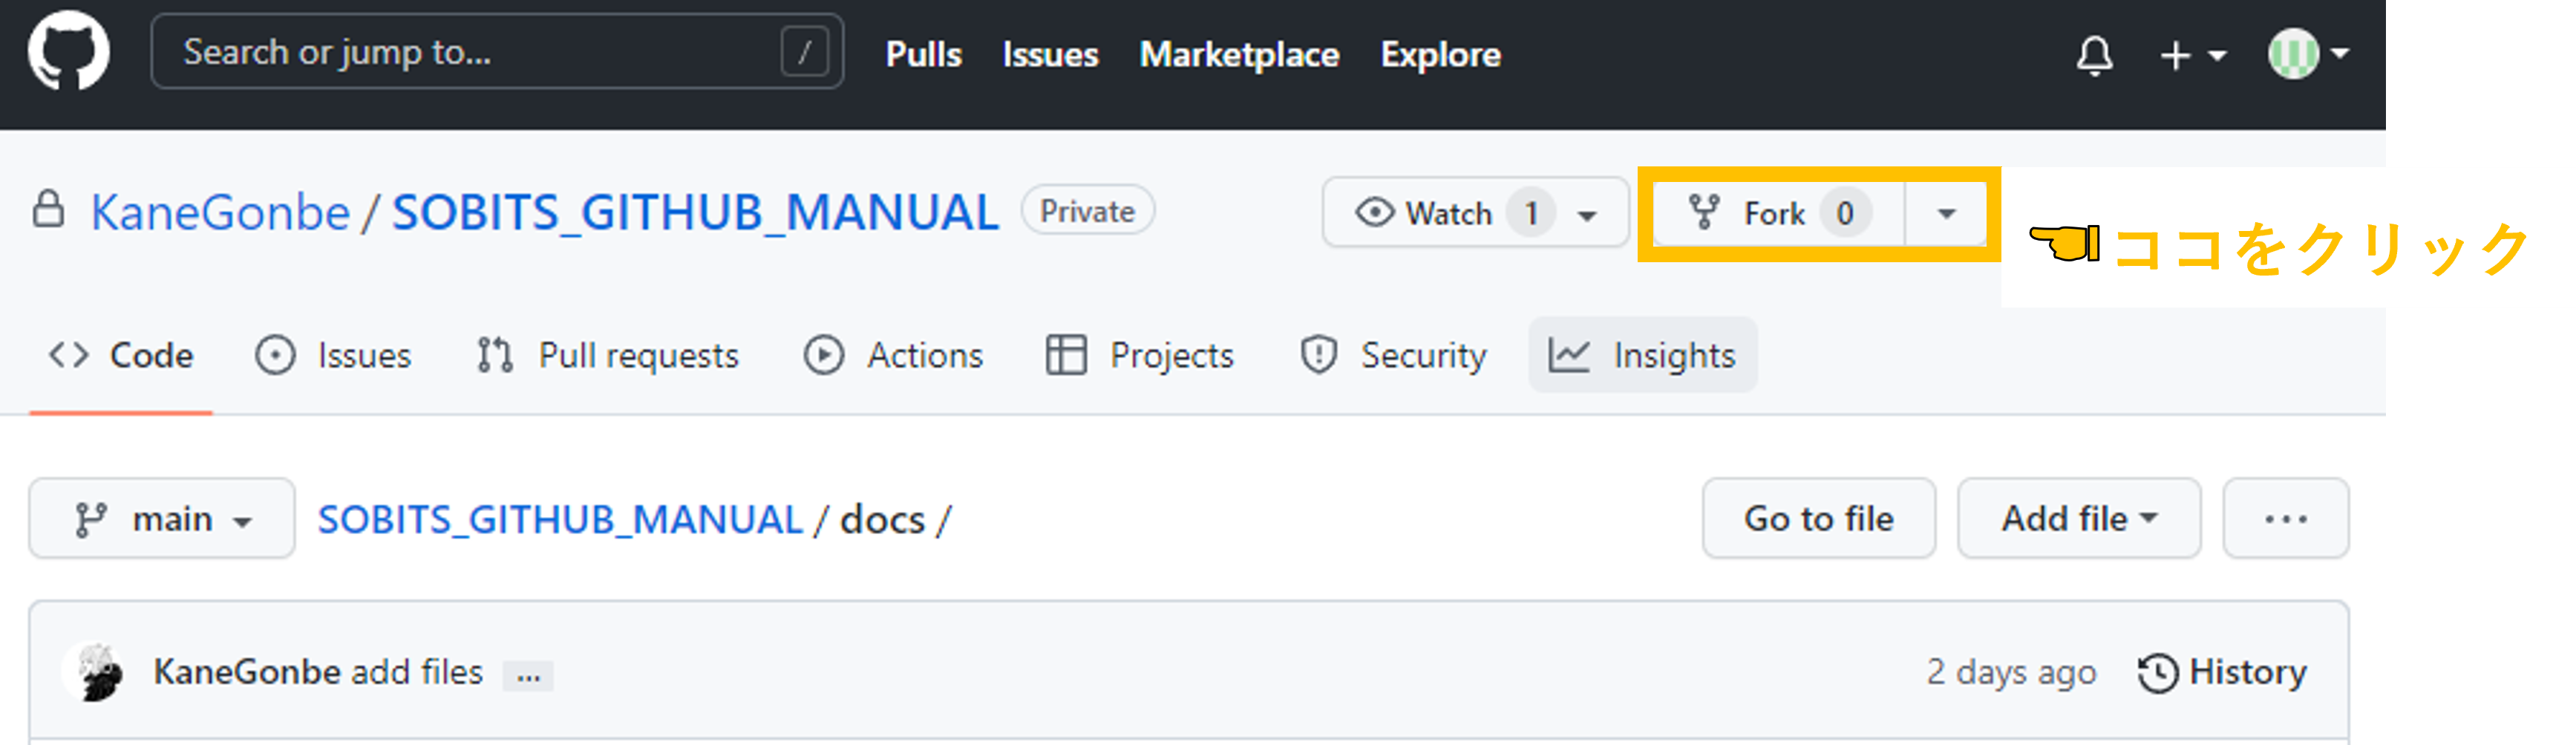 Search or jump to... / Pulls Issues Marketplace Explore
KaneGonbe / SOBITS_GITHUB_MANUAL Private Watch 1 Fork 0 ココをクリック
Code Issues Pull requests Actions Projects Security Insights
main SOBITS_GITHUB_MANUAL / docs / Go to file Add file ...
KaneGonbe add files ... 2 days ago History